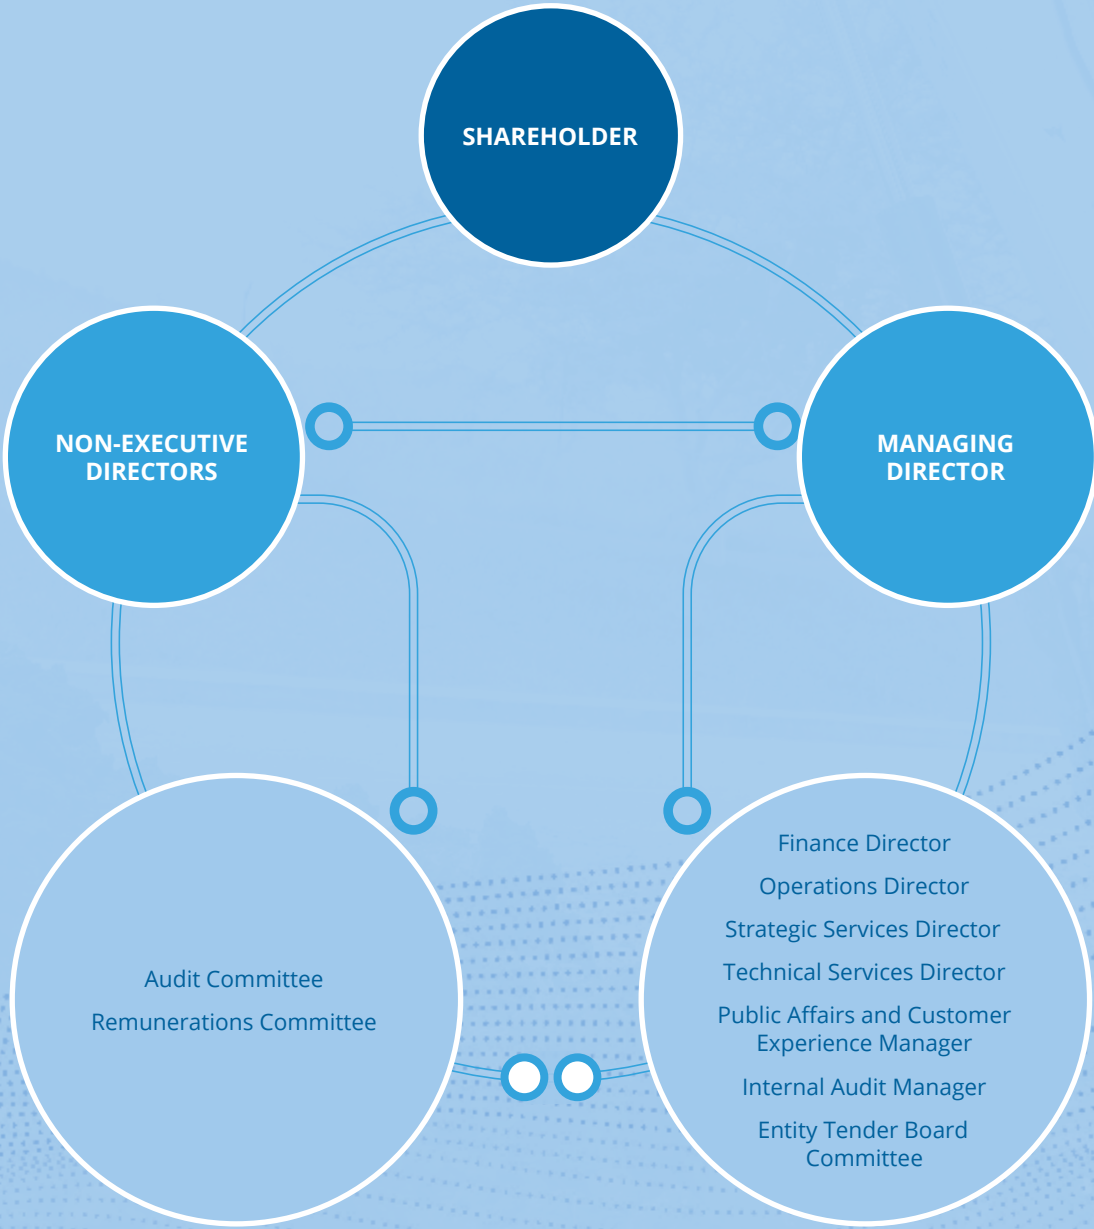 SHAREHOLDER
NON-EXECUTIVE
DIRECTORS
MANAGING
DIRECTOR
Audit Committee
Remunerations Committee
Finance Director
Operations Director
Strategic Services Director
Technical Services Director
Public Affairs and Customer
Experience Manager
Internal Audit Manager
Entity Tender Board
Committee